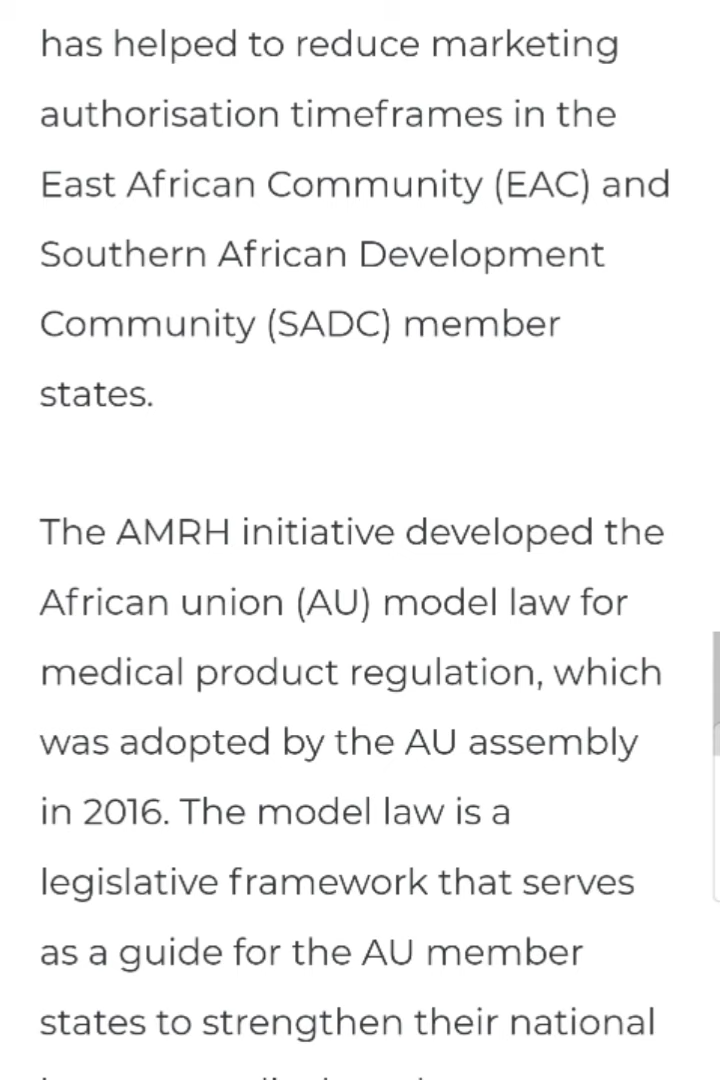 has helped to reduce marketing
authorisation timeframes in the
East African Community (EAC) and
Southern African Development
Community (SADC) member
states.
The AMRH initiative developed the
African union (AU) model law for
medical product regulation, which
was adopted by the AU assembly
in 2016. The model law is a
legislative framework that serves
as a guide for the AU member
states to strengthen their national